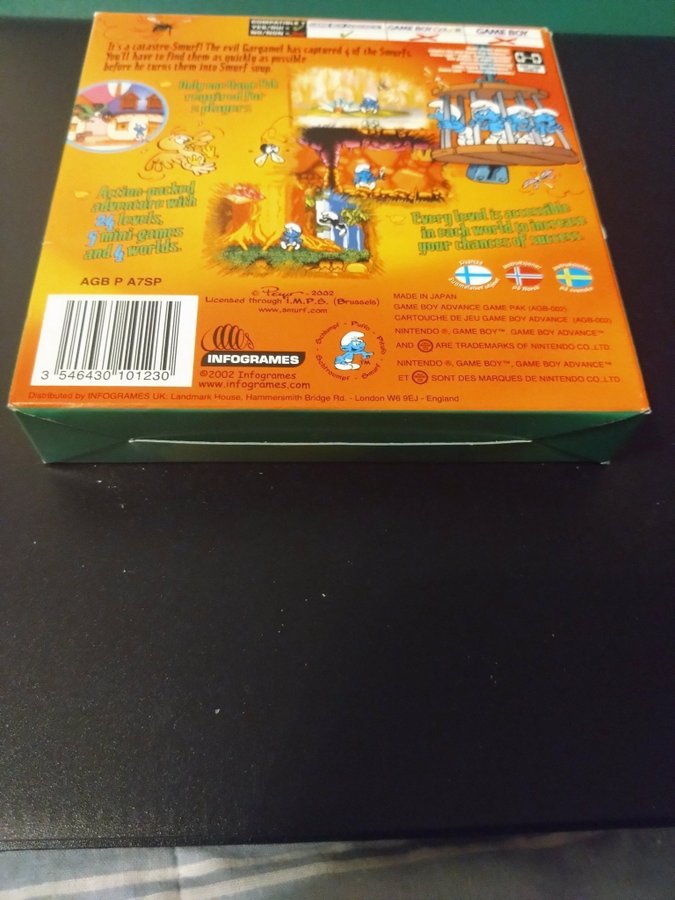 COMPATIBLE
YES/OUI =
NO/NON =
GAME BOY
It's a catastro-Smurf! The evil Gargamel has captured 4 of the Smurfs.
You'll have to find them as quickly as possible
before he turns them into Smurf soup.
Only one Game Pak
required for
2 players
Action-packed
adventure with
24 levels,
mini-games
and 4 worlds.
Every level is accessible
in each world to increase
your chances of success.
AGB P A7SP
Peyo - 2002
Licensed through I.M.P.G. (Brussels)
www.smurf.com
INFOGRAMES
©2002 Infogrames
www.infogrames.com
MADE IN JAPAN
GAME BOY ADVANCE GAME PAK (AGB-002)
CARTOUCHE DE JEU GAME BOY ADVANCE. (AGB-002)
NINTENDO ®, GAME BOY™, GAME BOY ADVANCE™
AND ARE TRADEMARKS OF NINTENDO CO.,LTD.
NINTENDO ®, GAME BOY™, GAME BOY ADVANCE™
ET SONT DES MARQUES DE NINTENDO CO.,LTD.
3 546430 101230
Distributed by INFOGRAMES UK: Landmark House, Hammersmith Bridge Rd. - London W6 9EJ - England